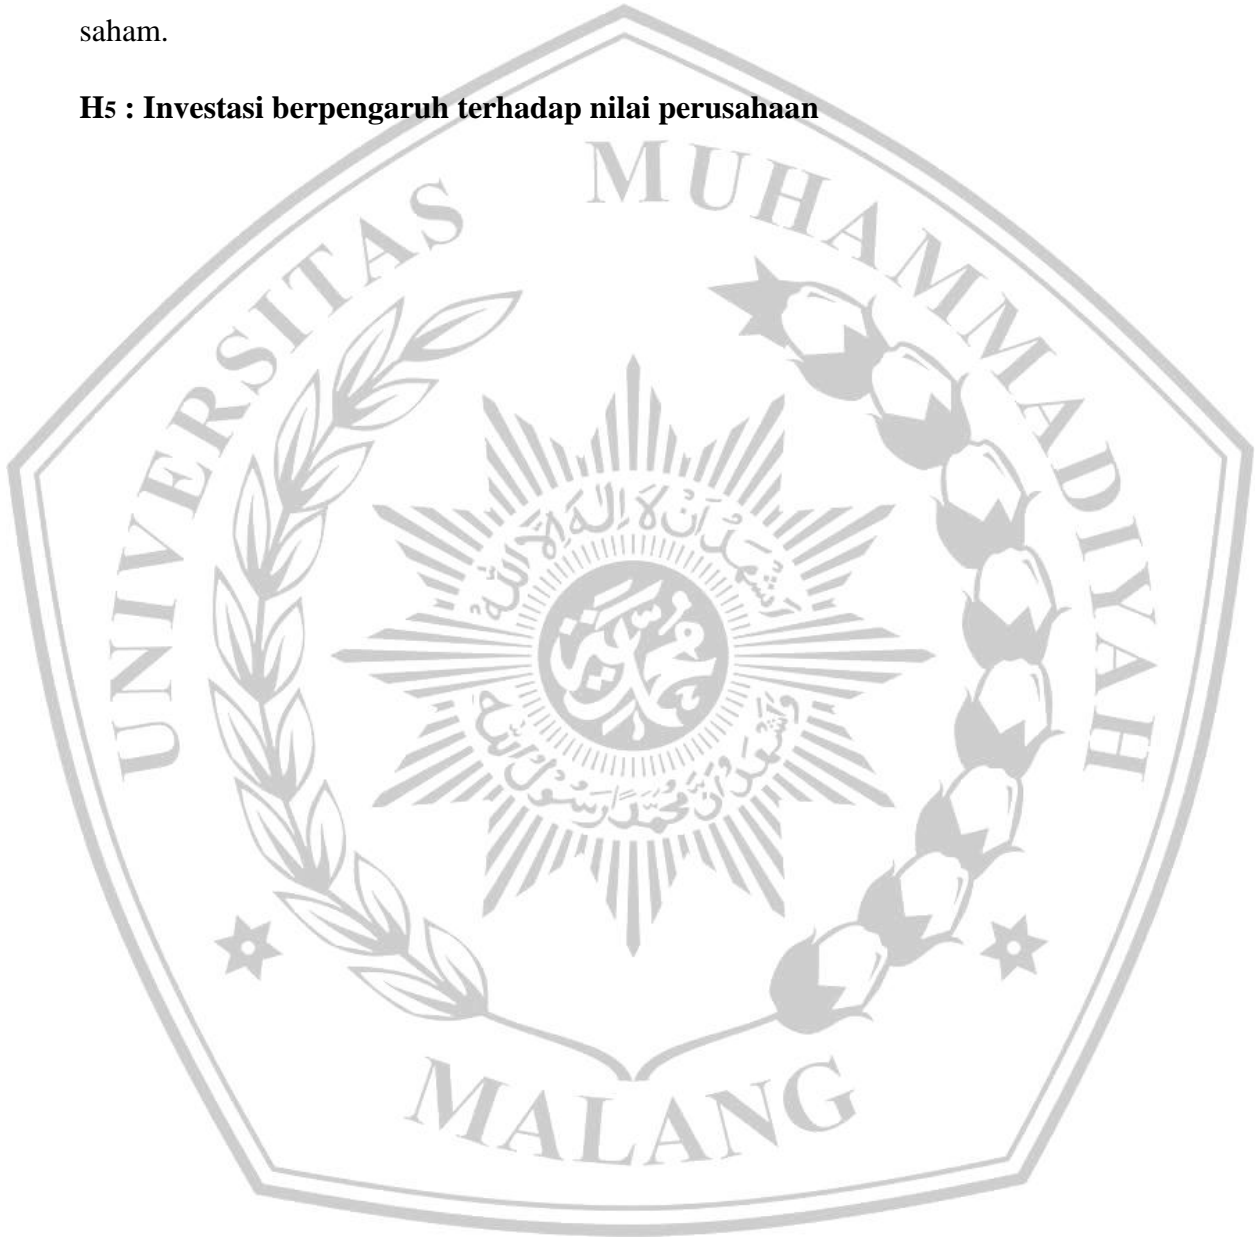 saham.
H5 : Investasi berpengaruh terhadap nilai perusahaan
UNIVERSITAS MUHAMMADIYAH
MALANG